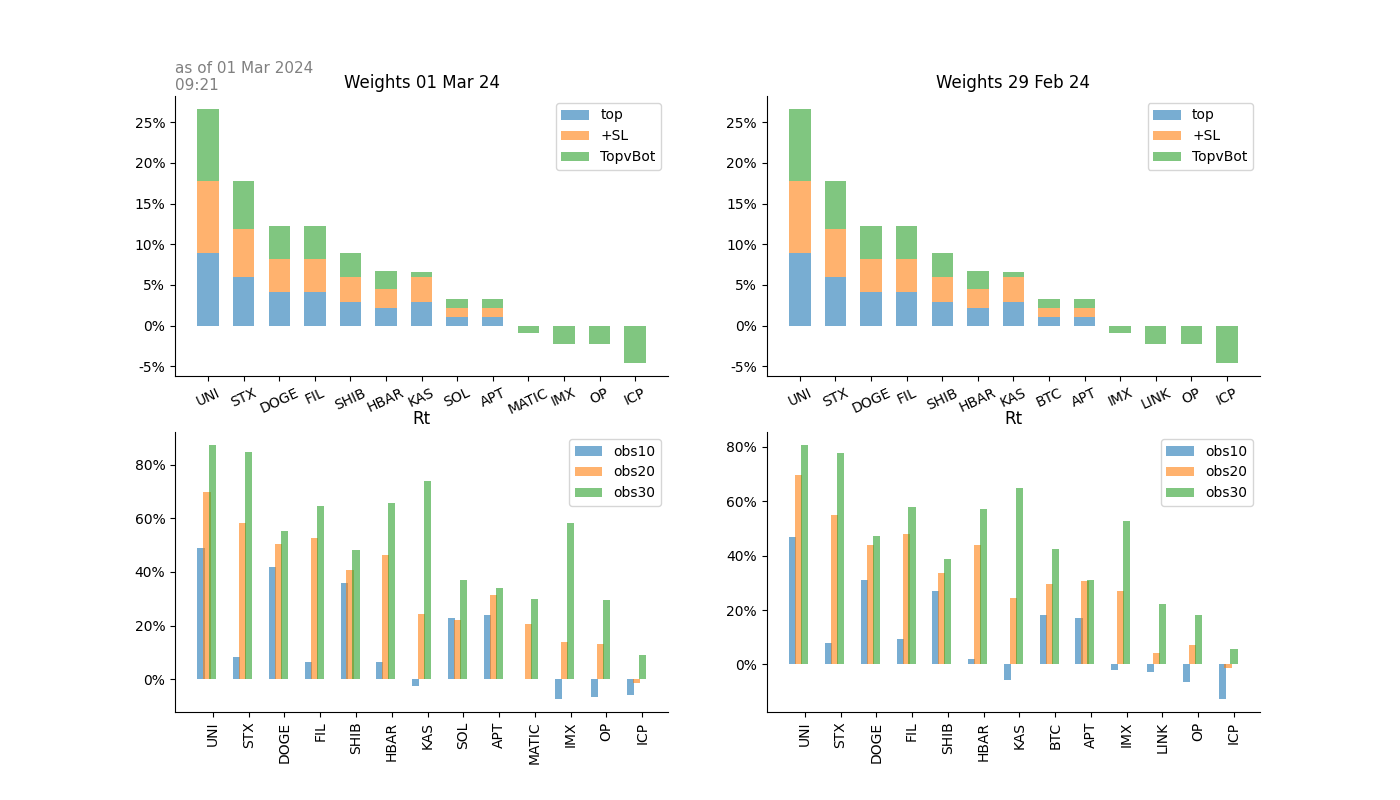 as of 01 Mar 2024
09:21
Weights 01 Mar 24
25%
20%
15%
10%
5%
0%
-5%
top
+SL
TopvBot
UNI STX DOGE FIL SHIB HBAR KAS SOL APT MATIC IMX OP ICP
Weights 29 Feb 24
25%
20%
15%
10%
5%
0%
-5%
top
+SL
TopvBot
UNI STX DOGE FIL SHIB HBAR KAS BTC APT IMX LINK OP ICP
Rt
80%
60%
40%
20%
0%
obs10
obs20
obs30
UNI STX DOGE FIL SHIB HBAR KAS SOL APT MATIC IMX OP ICP
Rt
80%
60%
40%
20%
0%
obs10
obs20
obs30
UNI STX DOGE FIL SHIB HBAR KAS BTC APT IMX LINK OP ICP